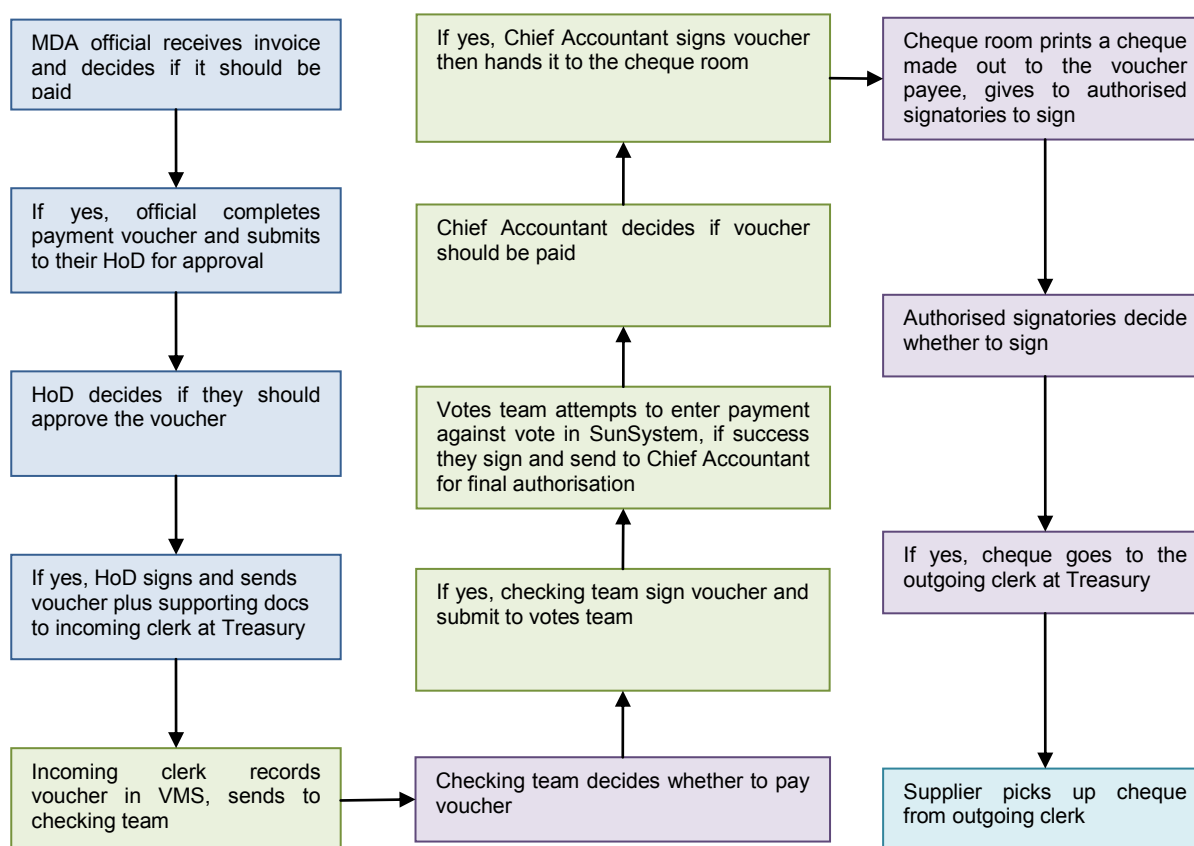 MDA official receives invoice
and decides if it should be
paid
If yes, official completes
payment voucher and submits
to their HoD for approval
HoD decides if they should
approve the voucher
If yes, HoD signs and sends
voucher plus supporting docs
to incoming clerk at Treasury
Incoming clerk records
voucher in VMS, sends to
checking team
Checking team decides whether to pay
voucher
If yes, checking team sign voucher and
submit to votes team
Votes team attempts to enter payment
against vote in SunSystem, if success
they sign and send to Chief Accountant
for final authorisation
Chief Accountant decides if voucher
should be paid
If yes, Chief Accountant signs voucher
then hands it to the cheque room
Cheque room prints a cheque
made out to the voucher
payee, gives to authorised
signatories to sign
Authorised signatories decide
whether to sign
If yes, cheque goes to the
outgoing clerk at Treasury
Supplier picks up cheque
from outgoing clerk